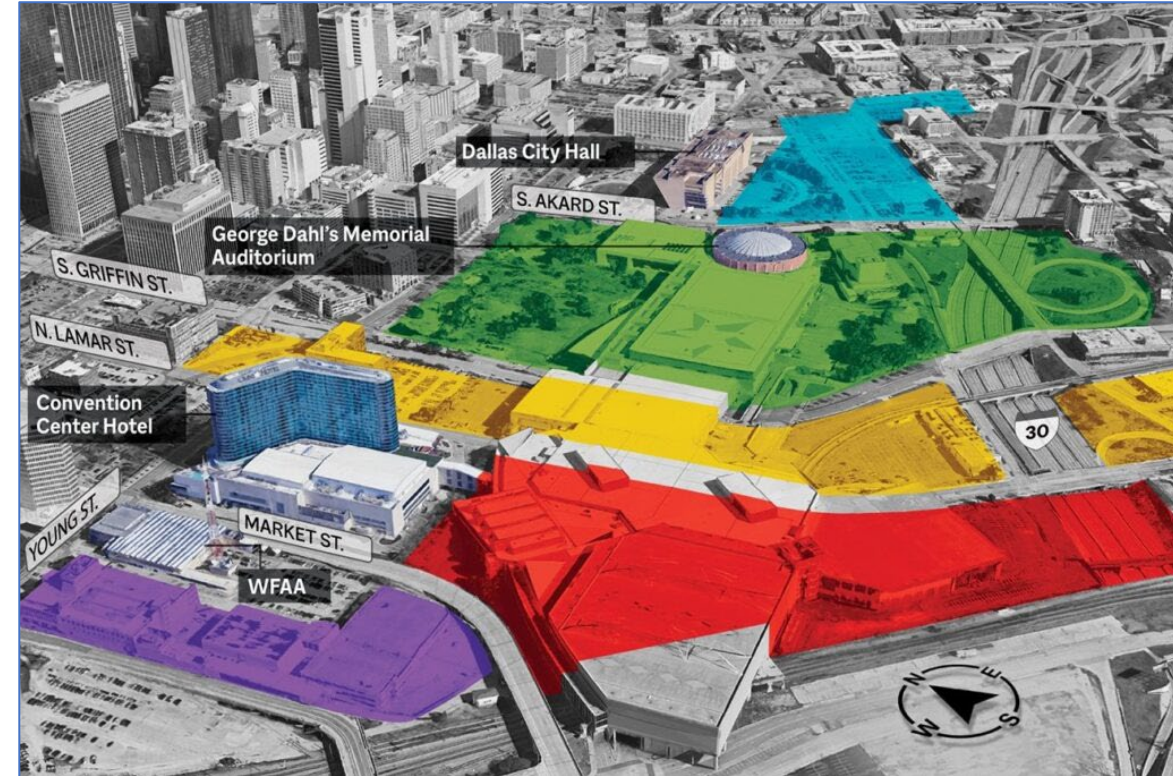 Dallas City Hall
S. AKARD ST.
George Dahl's Memorial
Auditorium
S. GRIFFIN ST.
N. LAMAR ST.
Convention
Center Hotel
30
YOUNG ST.
MARKET ST.
WFAA
N
E
W
S